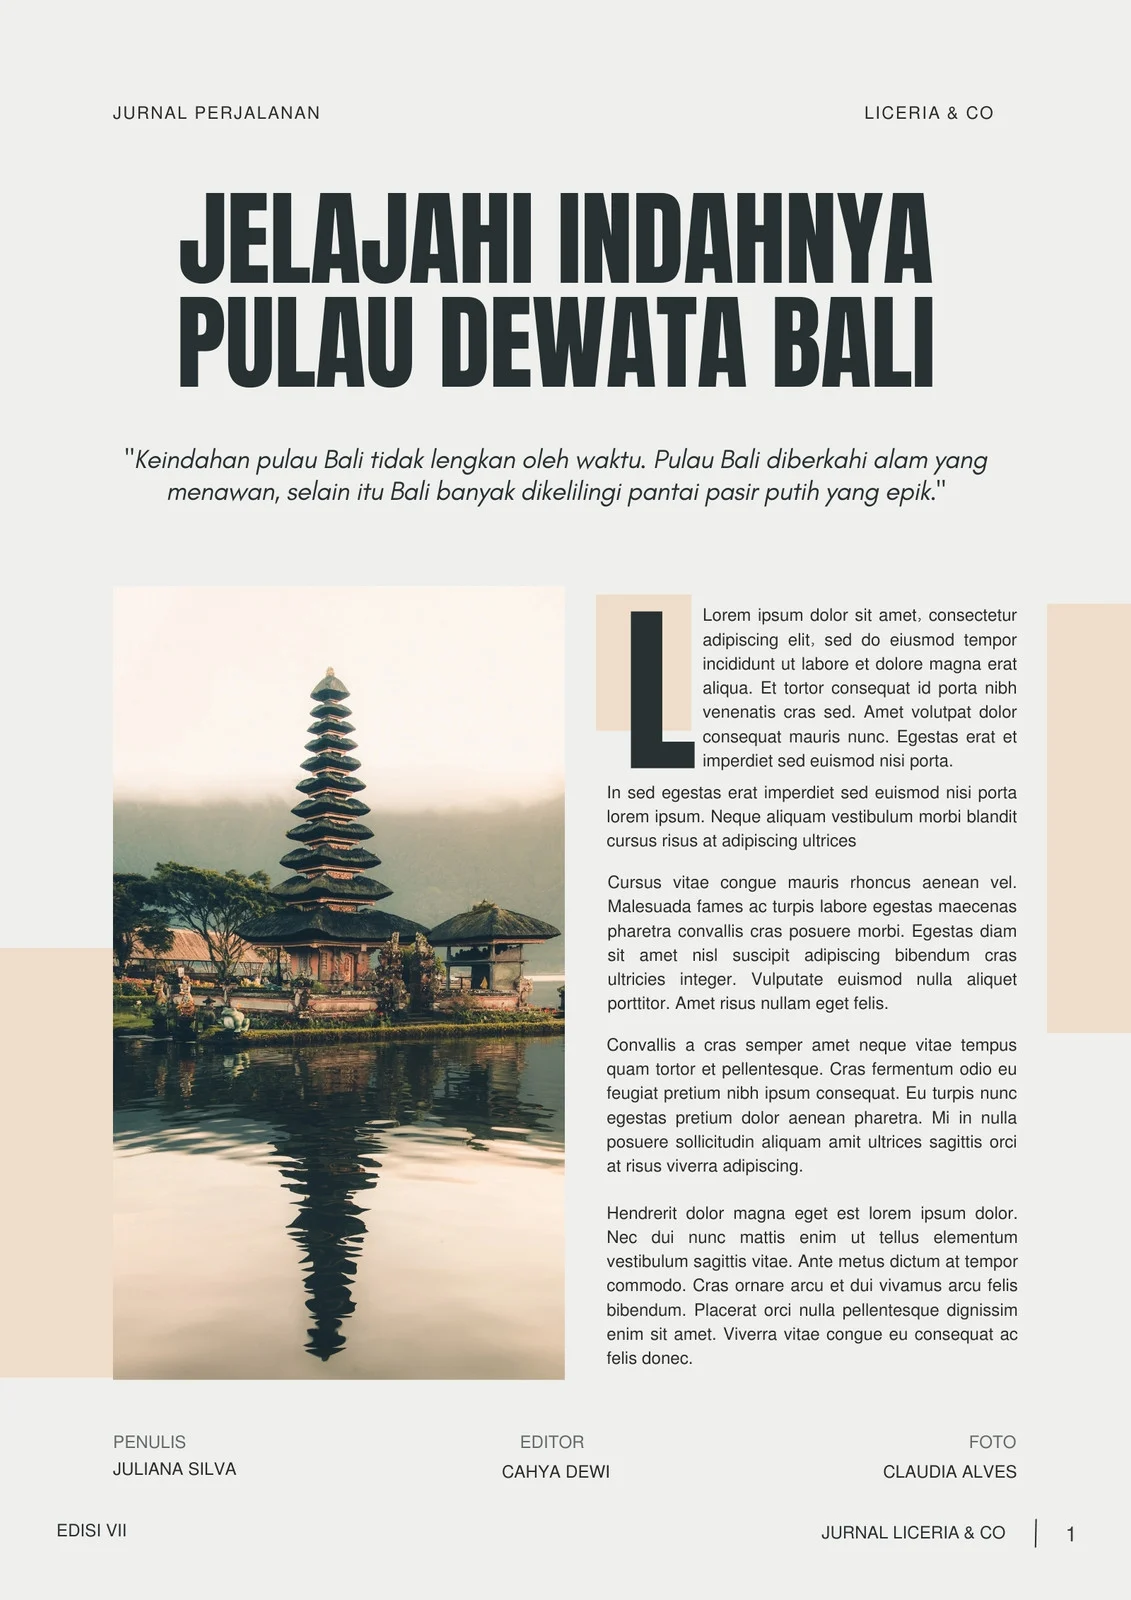 JURNAL PERJALANAN
LICERIA & CO
JELAJAHI INDAHNYA
PULAU DEWATA BALI
"Keindahan pulau Bali tidak lengkan oleh waktu. Pulau Bali diberkahi alam yang
menawan, selain itu Bali banyak dikelilingi pantai pasir putih yang epik."
L
Lorem ipsum dolor sit amet, consectetur
adipiscing elit, sed do eiusmod tempor
incididunt ut labore et dolore magna erat
aliqua. Et tortor consequat id porta nibh
venenatis cras sed. Amet volutpat dolor
consequat mauris nunc. Egestas erat et
imperdiet sed euismod nisi porta.
In sed egestas erat imperdiet sed euismod nisi porta
lorem ipsum. Neque aliquam vestibulum morbi blandit
cursus risus at adipiscing ultrices
Cursus vitae congue mauris rhoncus aenean vel.
Malesuada fames ac turpis labore egestas maecenas
pharetra convallis cras posuere morbi. Egestas diam
sit amet nisl suscipit adipiscing bibendum cras
ultricies integer. Vulputate euismod nulla aliquet
porttitor. Amet risus nullam eget felis.
Convallis a cras semper amet neque vitae tempus
quam tortor et pellentesque. Cras fermentum odio eu
feugiat pretium nibh ipsum consequat. Eu turpis nunc
egestas pretium dolor aenean pharetra. Mi in nulla
posuere sollicitudin aliquam amit ultrices sagittis orci
at risus viverra adipiscing.
Hendrerit dolor magna eget est lorem ipsum dolor.
Nec dui nunc mattis enim ut tellus elementum
vestibulum sagittis vitae. Ante metus dictum at tempor
commodo. Cras ornare arcu et dui vivamus arcu felis
bibendum. Placerat orci nulla pellentesque dignissim
enim sit amet. Viverra vitae congue eu consequat ac
felis donec.
PENULIS
JULIANA SILVA
EDITOR
CAHYA DEWI
FOTO
CLAUDIA ALVES
EDISI VII
JURNAL LICERIA & CO
1